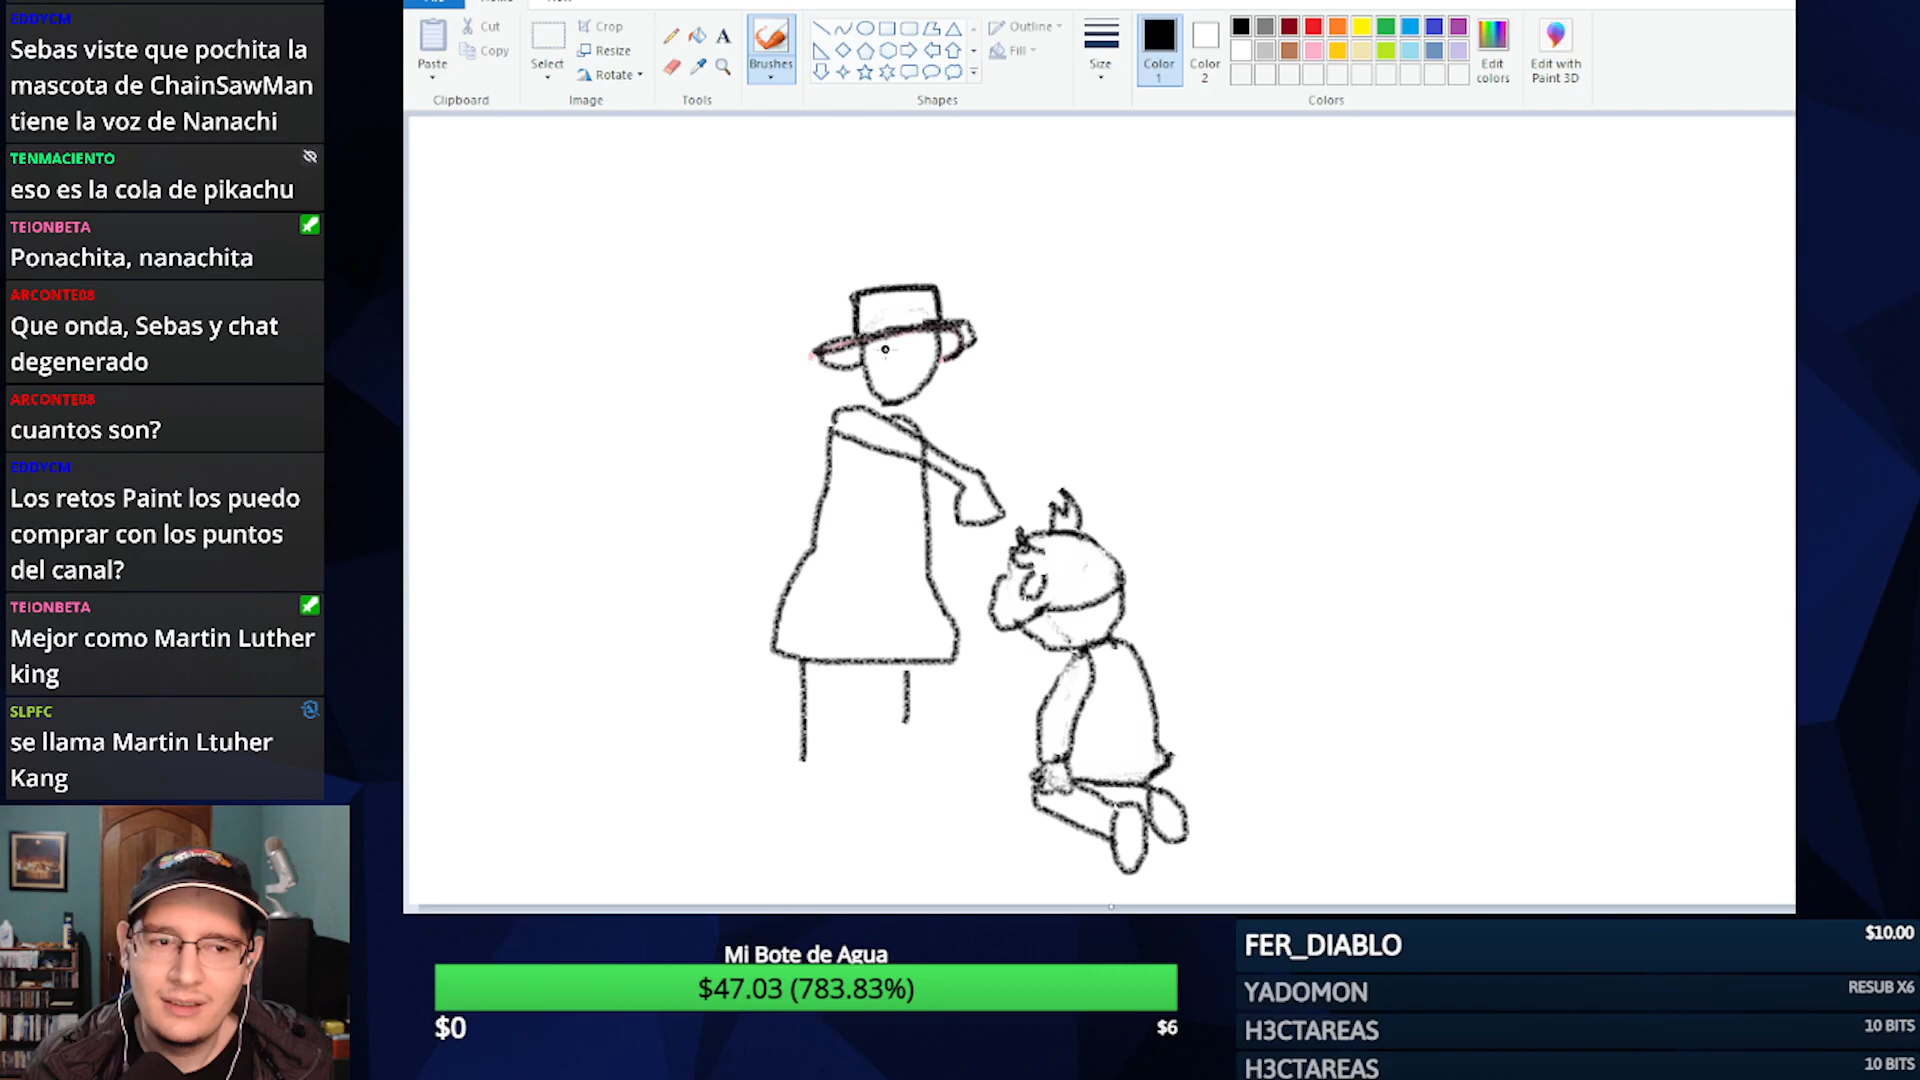 EDDYCM
Sebas viste que pochita la
mascota de ChainSawMan
tiene la voz de Nanachi
TENMACIENTO
eso es la cola de pikachu
TEIONBETA
Ponachita, nanachita
ARCONTE08
Que onda, Sebas y chat
degenerado
ARCONTE08
cuantos son?
EDDYCM
Los retos Paint los puedo
comprar con los puntos
del canal?
TEIONBETA
Mejor como Martin Luther
king
SLPFC
se llama Martin Ltuher
Kang
Paste
Cut
Copy
Clipboard
Select
Crop
Resize
Rotate
Image
A
Tools
Brushes
Shapes
Outline
Fill
Size
Color
1
Color
2
Edit
colors
Edit with
Paint 3D
Colors
Mi Bote de Agua
$47.03 (783.83%)
$0
$6
FER_DIABLO
$10.00
YADOMON
RESUB X6
H3CTAREAS
10 BITS
H3CTAREAS
10 BITS